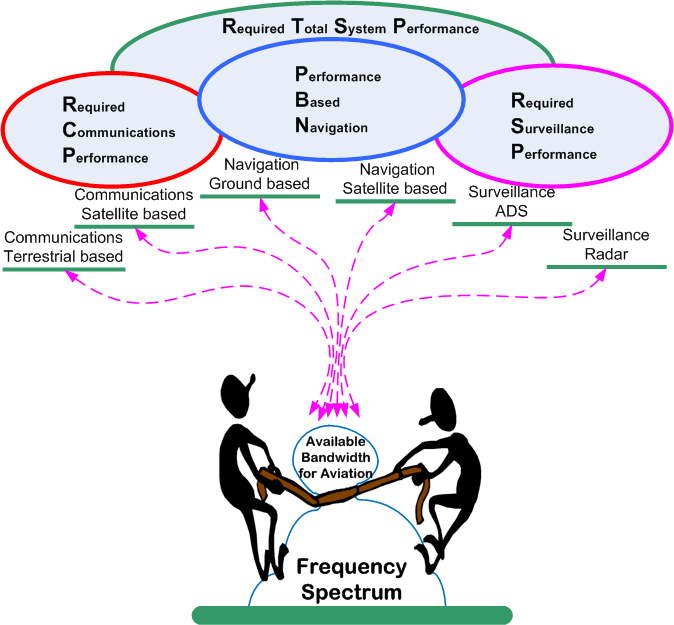 Required Total System Performance
Required
Communications
Performance
Performance
Based
Navigation
Required
Surveillance
Performance
Communications
Terrestrial based
Communications
Satellite based
Navigation
Ground based
Navigation
Satellite based
Surveillance
ADS
Surveillance
Radar
Available
Bandwidth
for Aviation
Frequency
Spectrum